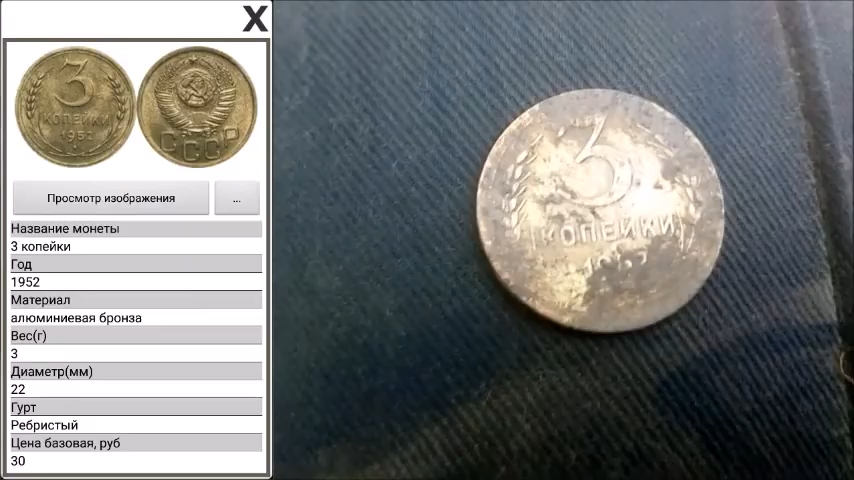 X
3
КОПЕЙКИ
1952
СССР
Просмотр изображения
...
Название монеты
3 копейки
Год
1952
Материал
алюминиевая бронза
Вес(г)
3
Диаметр(мм)
22
Гурт
Ребристый
Цена базовая, руб
30
3
КОПЕЙКИ